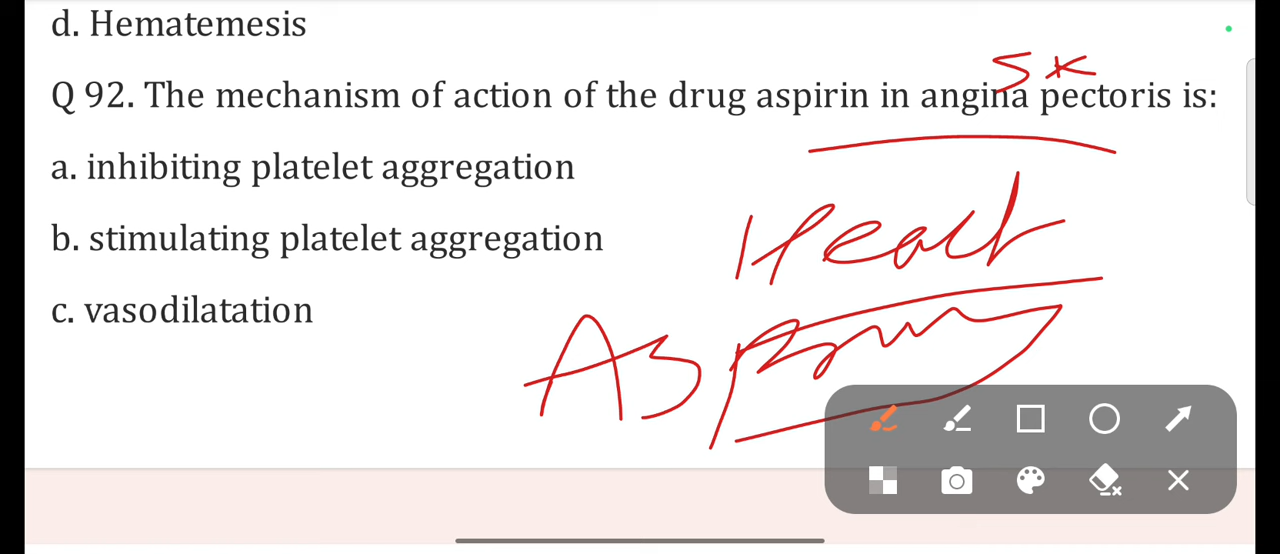 d. Hematemesis
SK
Q 92. The mechanism of action of the drug aspirin in angina pectoris is:
a. inhibiting platelet aggregation
Heart
b. stimulating platelet aggregation
c. vasodilatation